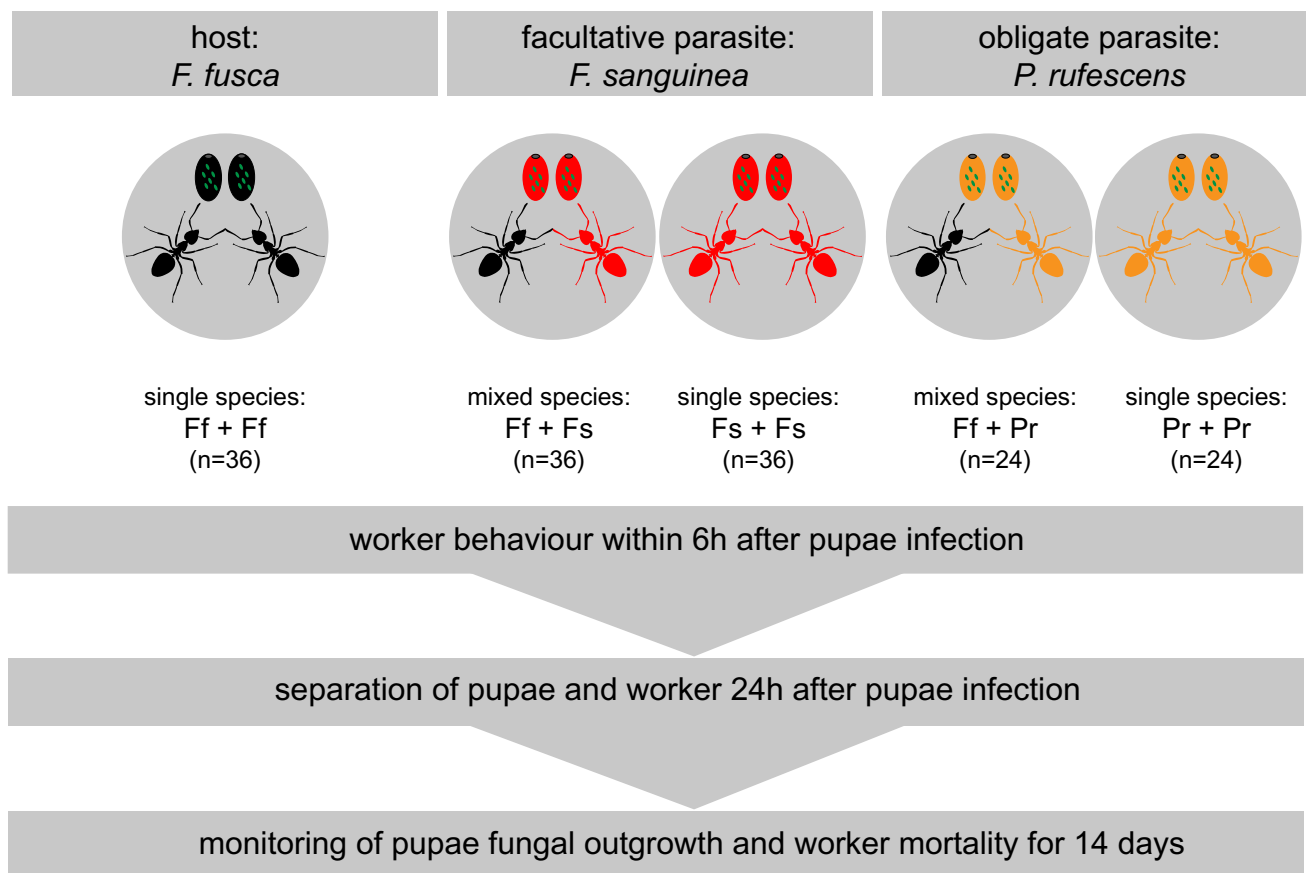 host:
F. fusca
facultative parasite:
F. sanguinea
obligate parasite:
P. rufescens
single species:
Ff + Ff
(n=36)
mixed species:
Ff + Fs
(n=36)
single species:
Fs + Fs
(n=36)
mixed species:
Ff + Pr
(n=24)
single species:
Pr + Pr
(n=24)
worker behaviour within 6h after pupae infection
separation of pupae and worker 24h after pupae infection
monitoring of pupae fungal outgrowth and worker mortality for 14 days